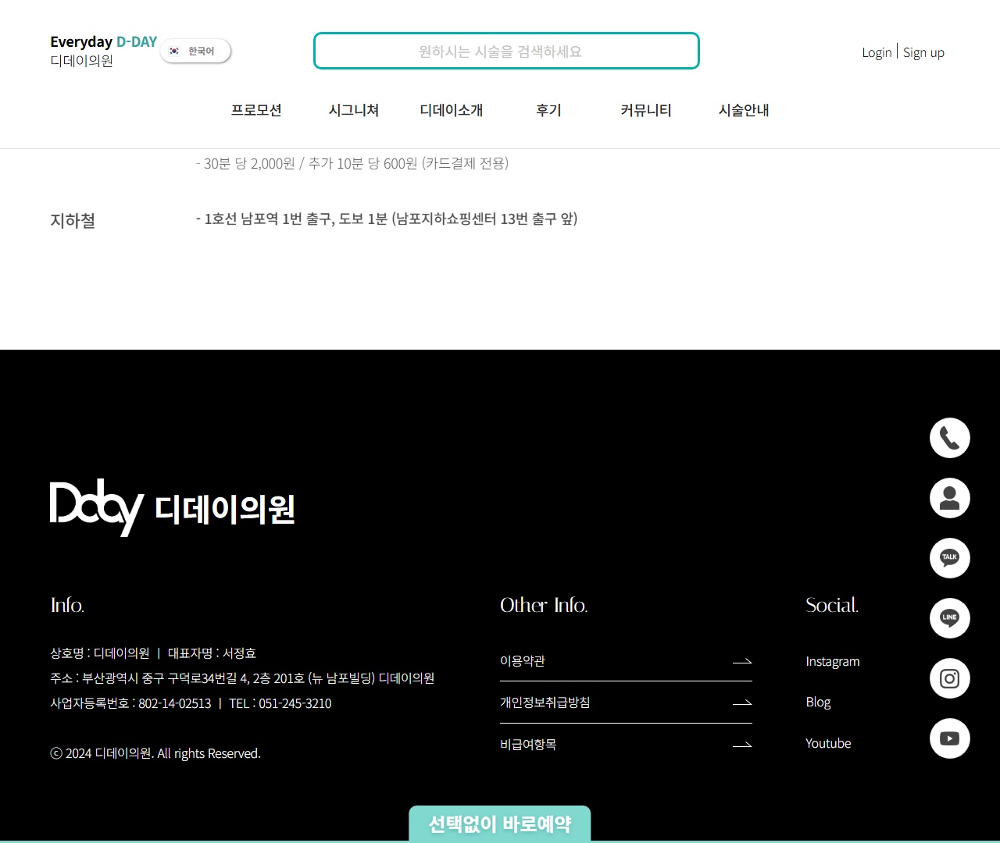 Everyday D-DAY
디데이의원
한국어
원하시는 시술을 검색하세요
Login | Sign up
프로모션 시그니쳐 디데이소개 후기 커뮤니티 시술안내
- 30분 당 2,000원 / 추가 10분 당 600원 (카드결제 전용)
지하철
- 1호선 남포역 1번 출구, 도보 1분 (남포지하쇼핑센터 13번 출구 앞)
Dday 디데이의원
Info.
상호명 : 디데이의원 ㅣ 대표자명 : 서정효
주소 : 부산광역시 중구 구덕로34번길 4, 2층 201호 (뉴 남포빌딩) 디데이의원
사업자등록번호 : 802-14-02513 ㅣ TEL : 051-245-3210
ⓒ 2024 디데이의원. All rights Reserved.
Other Info.
이용약관
개인정보취급방침
비급여항목
Social.
Instagram
Blog
Youtube
TALK
LINE
선택없이 바로예약